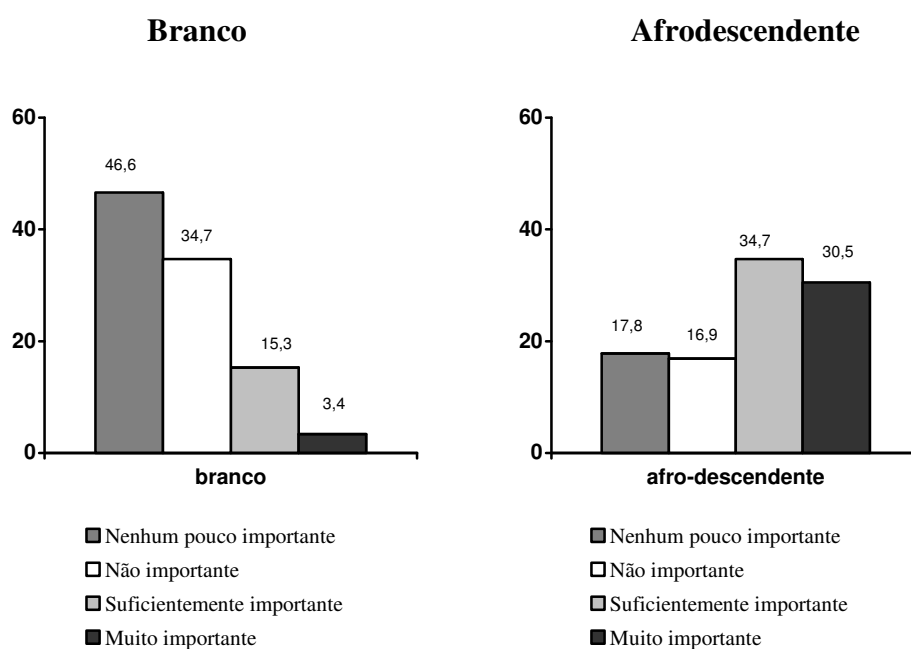 Branco
60
40
20
0
46,6
34,7
15,3
3,4
branco
Nenhum pouco importante
Não importante
Suficientemente importante
Muito importante
Afrodescendente
60
40
20
0
17,8
16,9
34,7
30,5
afro-descendente
Nenhum pouco importante
Não importante
Suficientemente importante
Muito importante